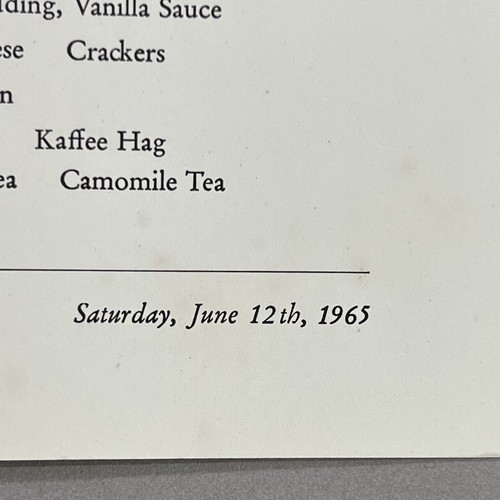 Vanilla Sauce
Crackers
Kaffee Hag
Camomile Tea
Saturday, June 12th, 1965